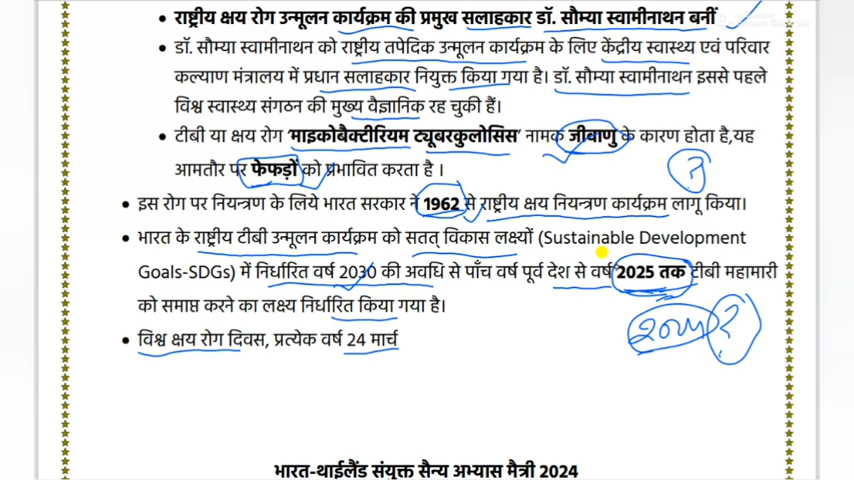 • राष्ट्रीय क्षय रोग उन्मूलन कार्यक्रम की प्रमुख सलाहकार डॉ. सौम्या स्वामीनाथन बनीं
• डॉ. सौम्या स्वामीनाथन को राष्ट्रीय तपेदिक उन्मूलन कार्यक्रम के लिए केंद्रीय स्वास्थ्य एवं परिवार
कल्याण मंत्रालय में प्रधान सलाहकार नियुक्त किया गया है। डॉ. सौम्या स्वामीनाथन इससे पहले
विश्व स्वास्थ्य संगठन की मुख्य वैज्ञानिक रह चुकी हैं।
• टीबी या क्षय रोग 'माइकोबैक्टीरियम ट्यूबरकुलोसिस' नामक जीवाणु के कारण होता है,यह
आमतौर पर फेफड़ों को प्रभावित करता है ।
• इस रोग पर नियन्त्रण के लिये भारत सरकार ने 1962 से राष्ट्रीय क्षय नियन्त्रण कार्यक्रम लागू किया।
• भारत के राष्ट्रीय टीबी उन्मूलन कार्यक्रम को सतत् विकास लक्ष्यों (Sustainable Development
Goals-SDGs) में निर्धारित वर्ष 2030 की अवधि से पाँच वर्ष पूर्व देश से वर्ष 2025 तक टीबी महामारी
को समाप्त करने का लक्ष्य निर्धारित किया गया है।
• विश्व क्षय रोग दिवस, प्रत्येक वर्ष 24 मार्च
भारत-थाईलैंड संयुक्त सैन्य अभ्यास मैत्री 2024